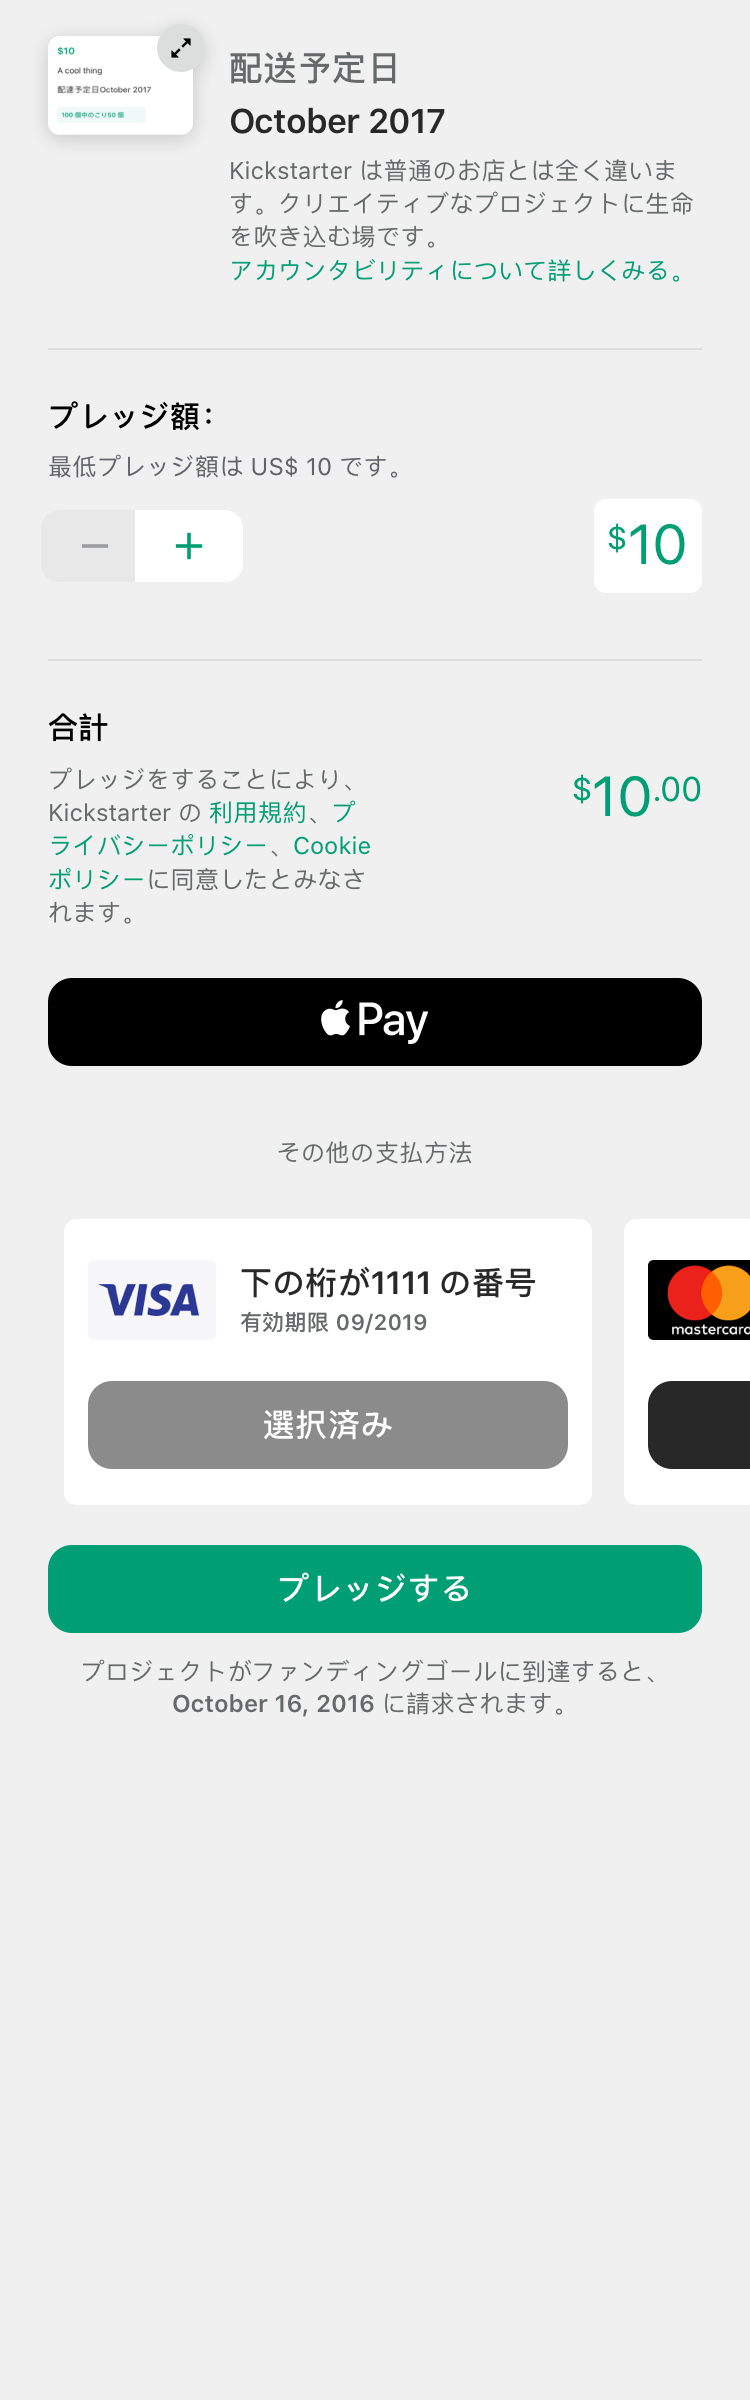 $10
A cool thing
配達予定日October 2017
100 個中のこり50 個
配送予定日
October 2017
Kickstarter は普通のお店とは全く違いま
す。クリエイティブなプロジェクトに生命
を吹き込む場です。
アカウンタビリティについて詳しくみる。
プレッジ額：
最低プレッジ額は US$ 10 です。
− +
$10
合計
プレッジをすることにより、
Kickstarter の 利用規約、プ
ライバシーポリシー、Cookie
ポリシーに同意したとみなさ
れます。
$10.00
Pay
その他の支払方法
VISA
下の桁が1111 の番号
有効期限 09/2019
選択済み
mastercard
プレッジする
プロジェクトがファンディングゴールに到達すると、
October 16, 2016 に請求されます。